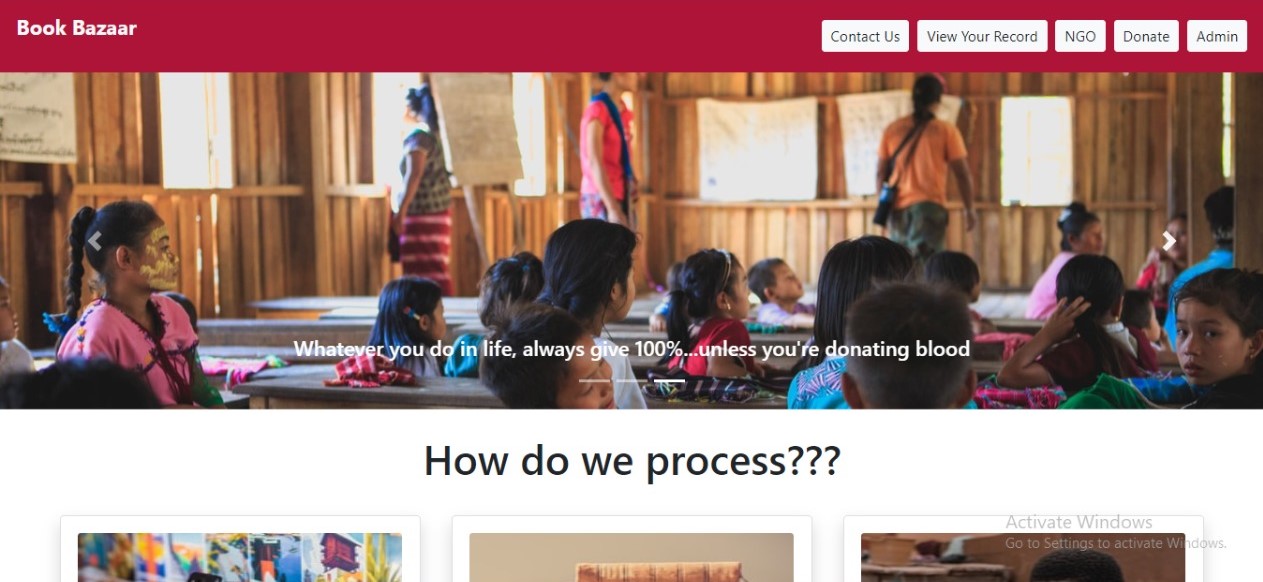 Book Bazaar
Contact Us
View Your Record
NGO
Donate
Admin
Whatever you do in life, always give 100%...unless you're donating blood
How do we process???
Activate Windows
Go to Settings to activate Windows.